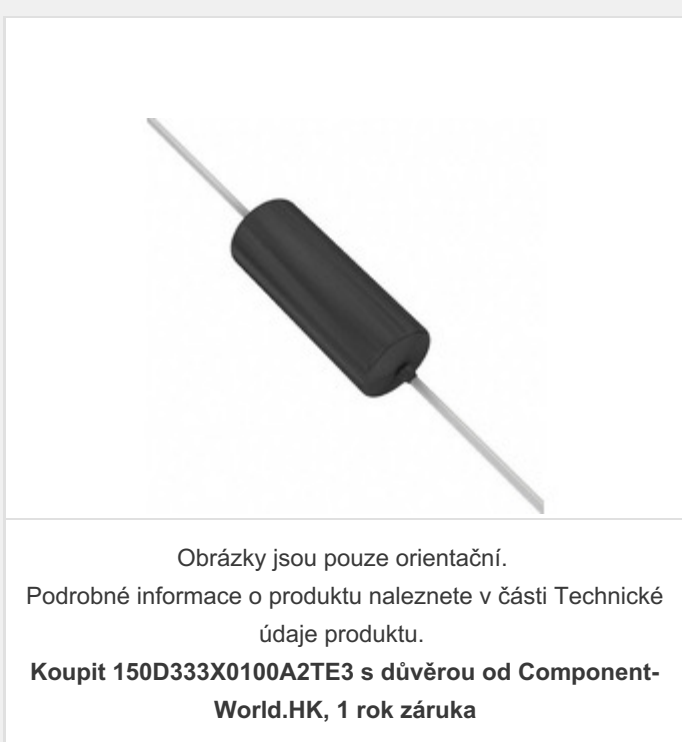 Obrázky jsou pouze orientační.
Podrobné informace o produktu naleznete v části Technické
údaje produktu.
Koupit 150D333X0100A2TE3 s důvěrou od Component-
World.HK, 1 rok záruka